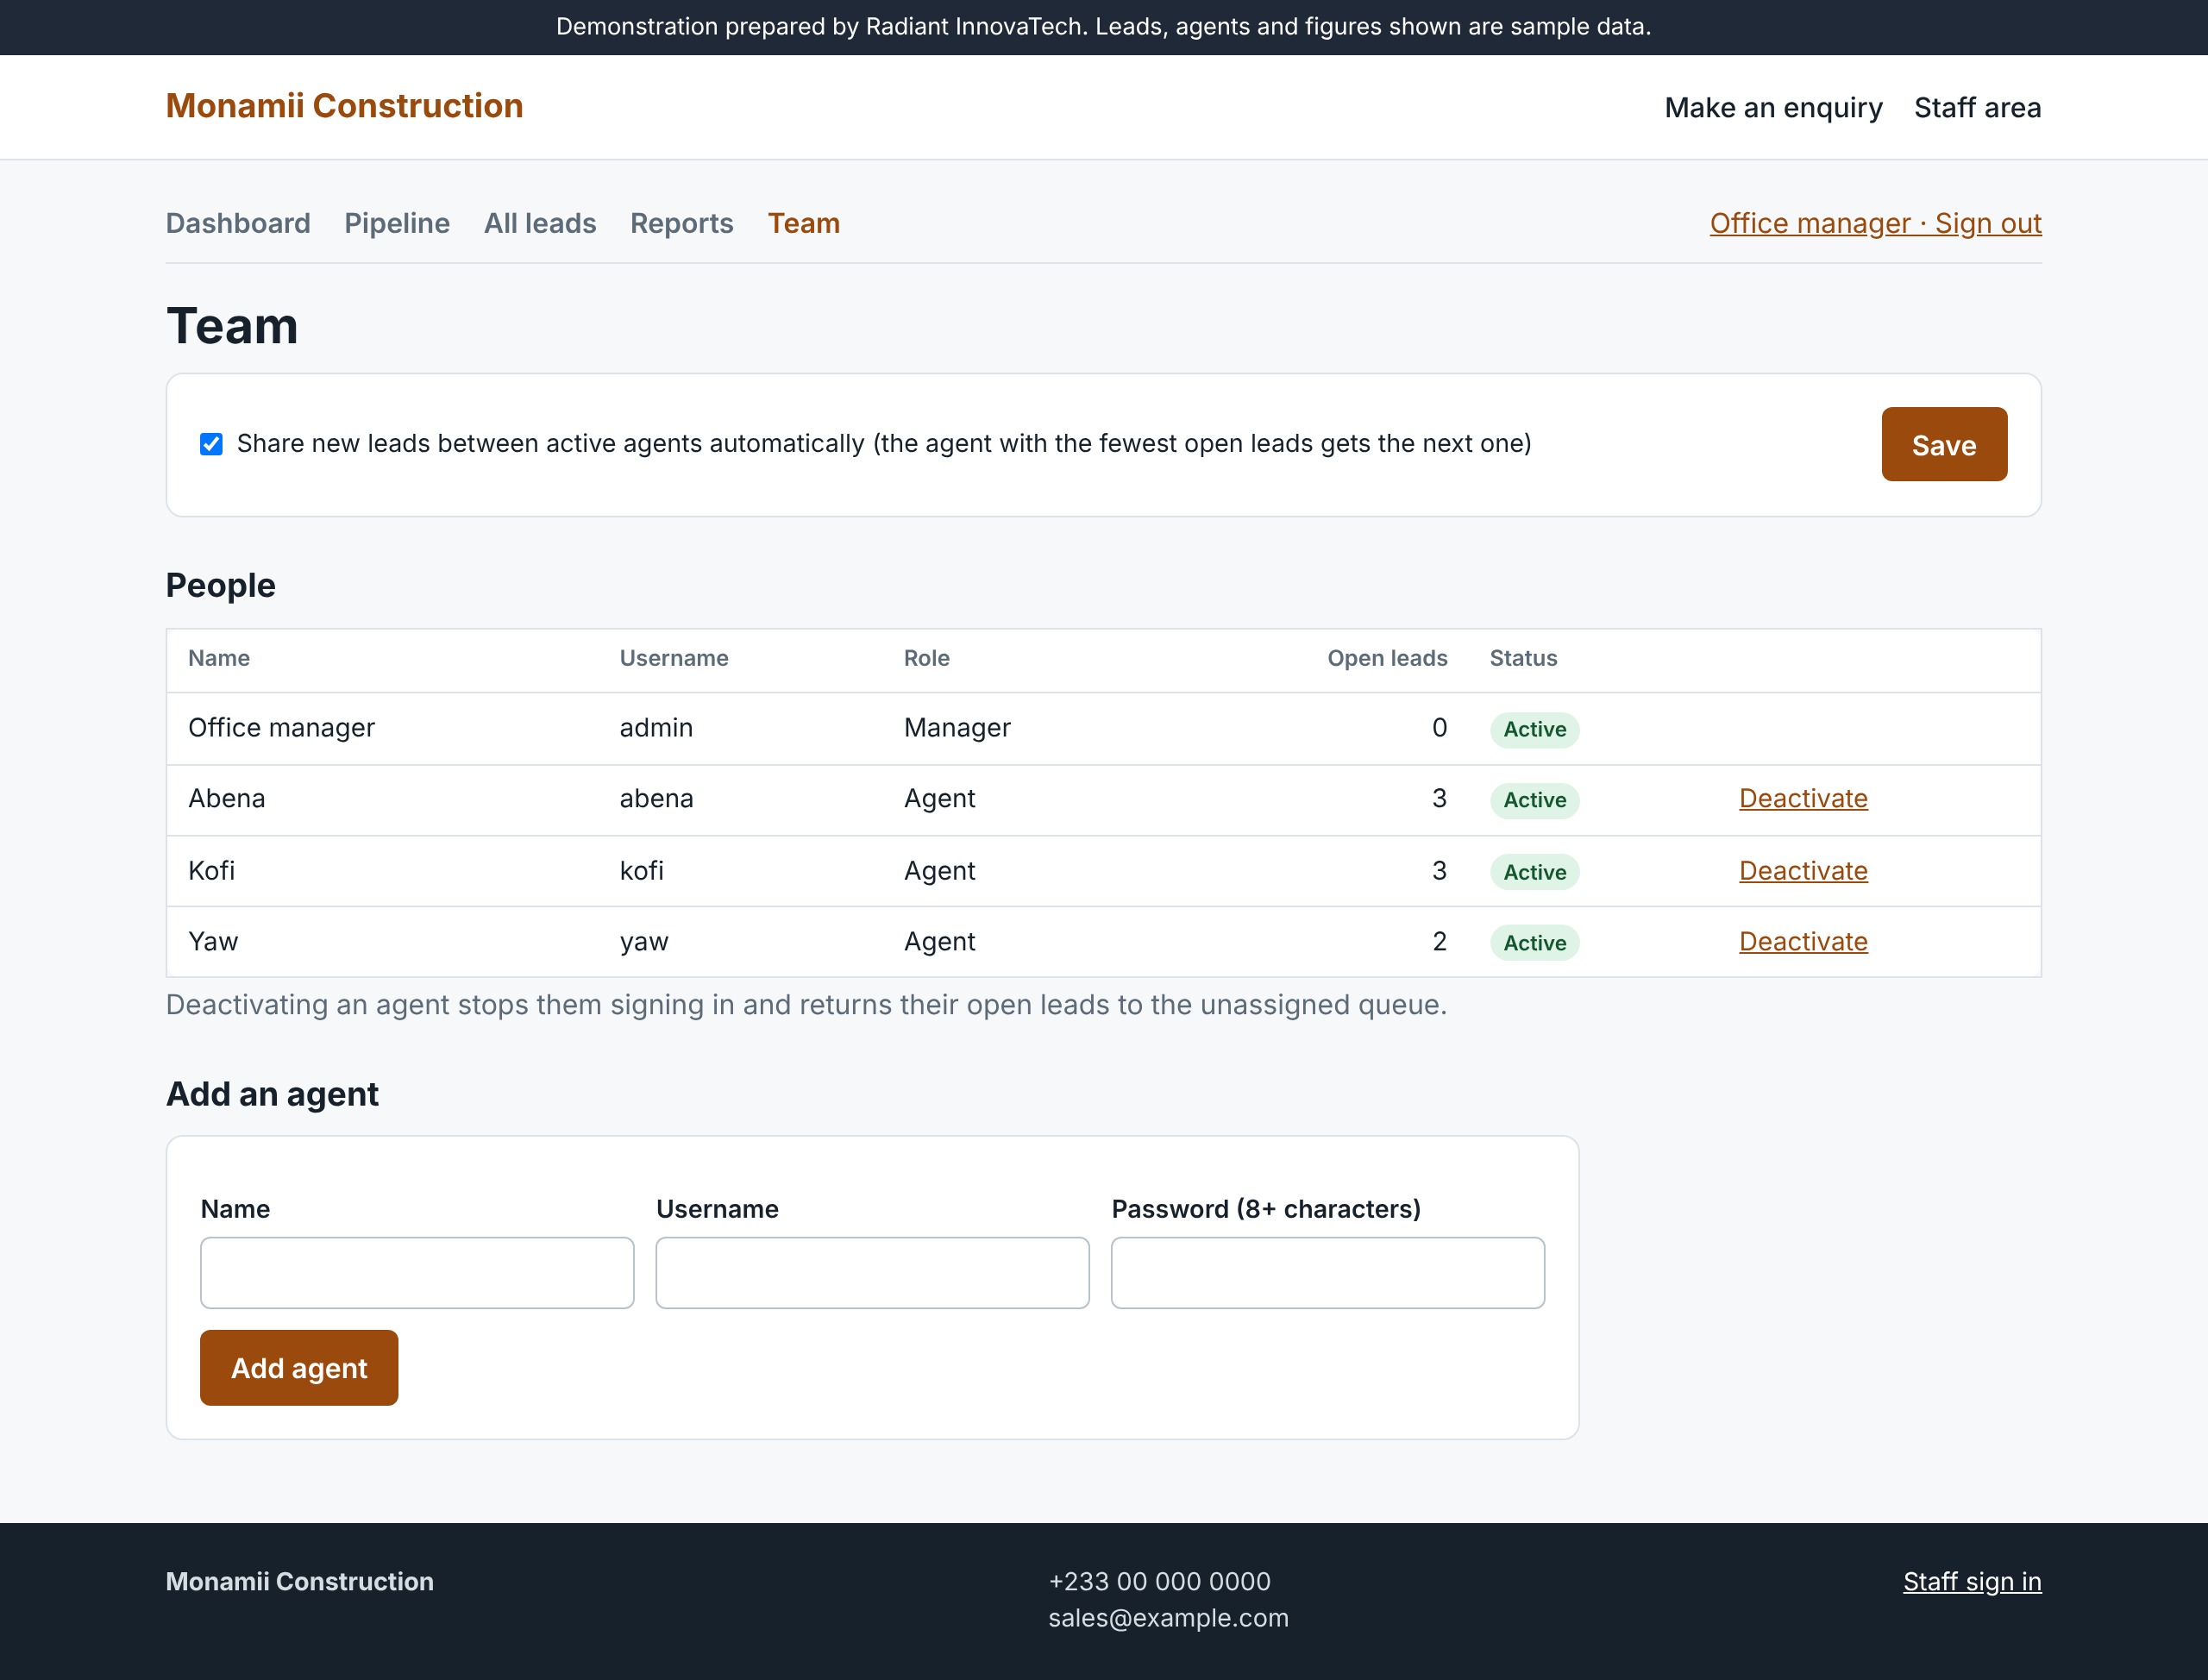 Demonstration prepared by Radiant InnovaTech. Leads, agents and figures shown are sample data.
Monamii Construction
Make an enquiry Staff area
Dashboard Pipeline All leads Reports Team
Office manager · Sign out
Team
Share new leads between active agents automatically (the agent with the fewest open leads gets the next one)
Save
People
Name Username Role Open leads Status
Office manager admin Manager 0 Active
Abena abena Agent 3 Active Deactivate
Kofi kofi Agent 3 Active Deactivate
Yaw yaw Agent 2 Active Deactivate
Deactivating an agent stops them signing in and returns their open leads to the unassigned queue.
Add an agent
Name Username Password (8+ characters)
Add agent
Monamii Construction
+233 00 000 0000
sales@example.com
Staff sign in